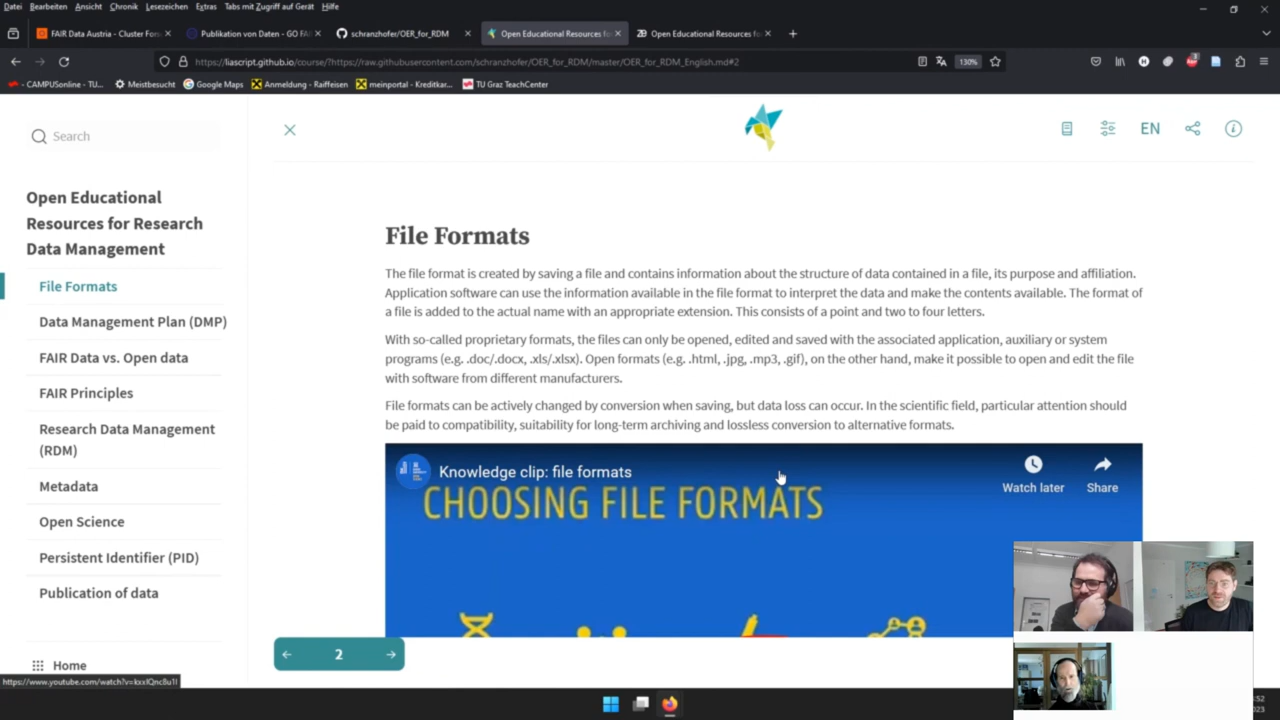 Datei Bearbeiten Ansicht Chronik Lesezeichen Extras Tabs mit Zugriff auf Gerät Hilfe
FAIR Data Austria - Cluster For
Publikation von Daten - GO FAI
schranzhofer/OER_for_RDM
Open Educational Resources fo
Open Educational Resources fo
https://liascript.github.io/course/?https://raw.githubusercontent.com/schranzhofer/OER_for_RDM/master/OER_for_RDM_English.md#2
130%
- CAMPUSonline - TU... Meistbesucht Google Maps Anmeldung - Raiffeisen meinportal - Kreditkar... TU Graz TeachCenter
Search
EN
Open Educational
Resources for Research
Data Management
File Formats
Data Management Plan (DMP)
FAIR Data vs. Open data
FAIR Principles
Research Data Management
(RDM)
Metadata
Open Science
Persistent Identifier (PID)
Publication of data
Home
File Formats
The file format is created by saving a file and contains information about the structure of data contained in a file, its purpose and affiliation.
Application software can use the information available in the file format to interpret the data and make the contents available. The format of
a file is added to the actual name with an appropriate extension. This consists of a point and two to four letters.
With so-called proprietary formats, the files can only be opened, edited and saved with the associated application, auxiliary or system
programs (e.g. .doc/.docx, .xls/.xlsx). Open formats (e.g. .html, .jpg, .mp3, .gif), on the other hand, make it possible to open and edit the file
with software from different manufacturers.
File formats can be actively changed by conversion when saving, but data loss can occur. In the scientific field, particular attention should
be paid to compatibility, suitability for long-term archiving and lossless conversion to alternative formats.
Knowledge clip: file formats
Watch later
Share
CHOOSING FILE FORMATS
2